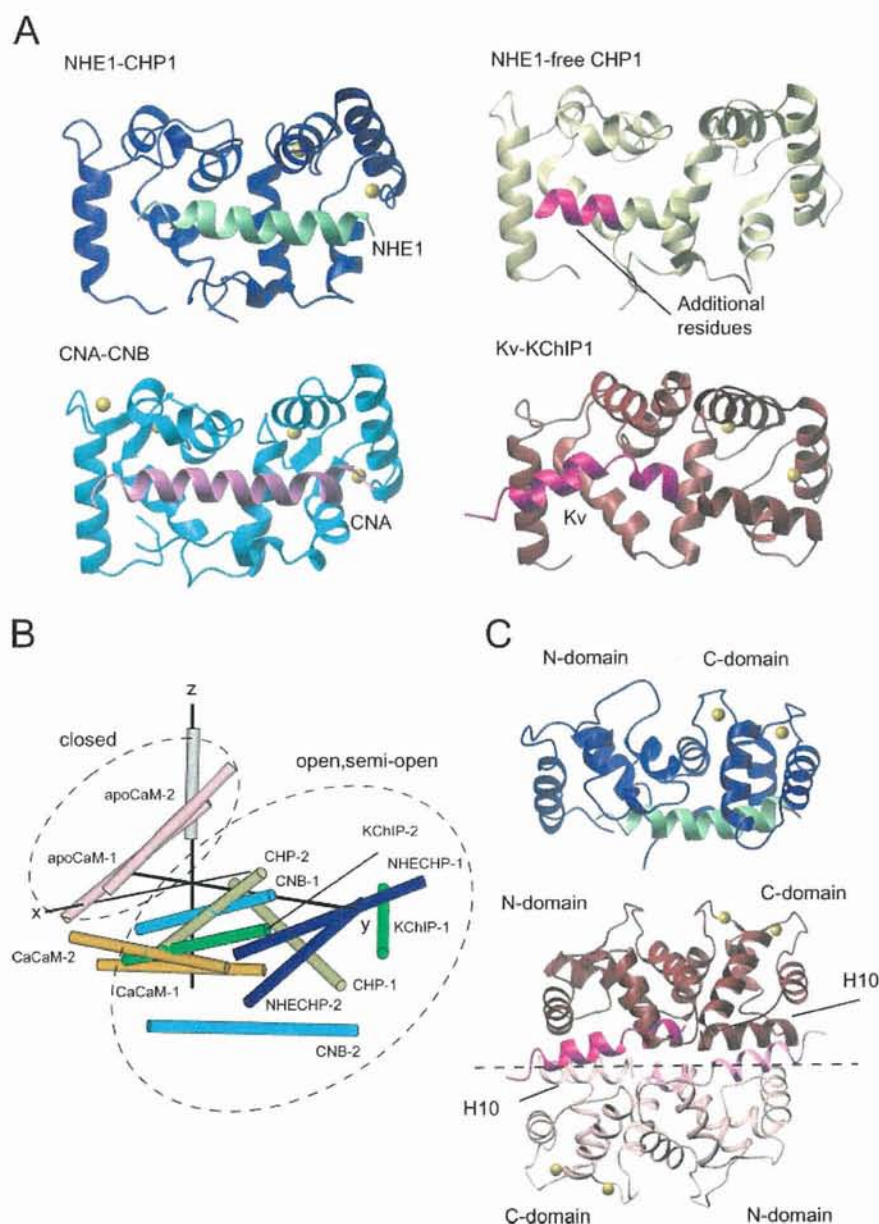 A
NHE1-CHP1
NHE1-free CHP1
NHE1
Additional
residues
CNA-CNB
Kv-KChIP1
CNA
Kv
B
z
closed
open,semi-open
apoCaM-2
KChIP-2
apoCaM-1
CHP-2
NHECHP-1
CNB-1
x
y
KChIP-1
CaCaM-2
CaCaM-1
CHP-1
NHECHP-2
CNB-2
C
N-domain
C-domain
N-domain
C-domain
H10
H10
C-domain
N-domain